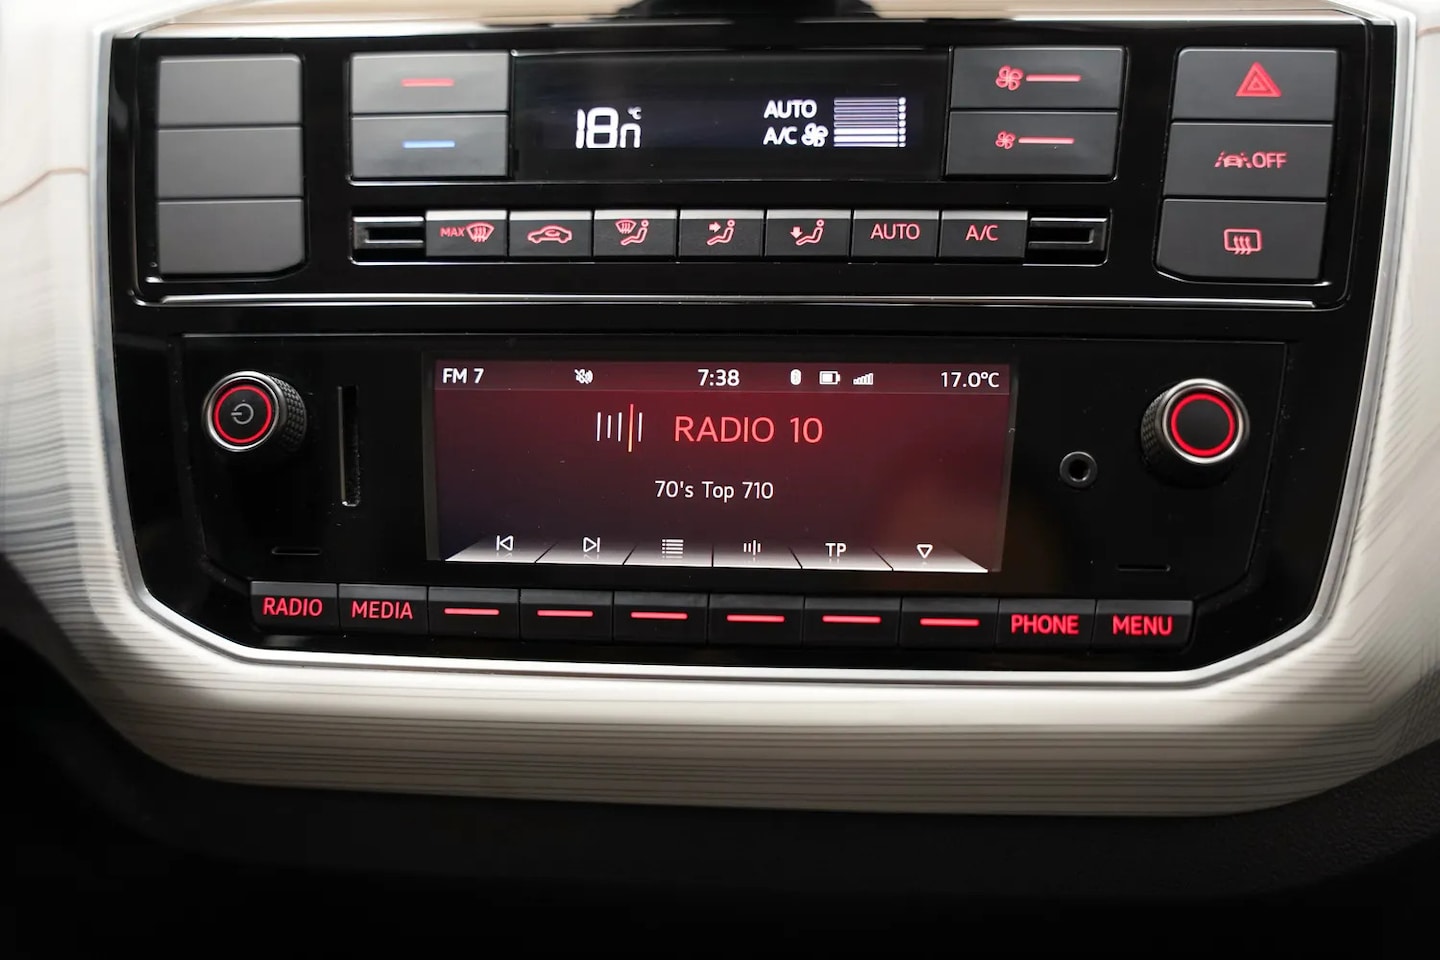 18 °C
AUTO
A/C
OFF
MAX
AUTO
A/C
FM 7
7:38
17.0°C
RADIO 10
70's Top 710
TP
RADIO
MEDIA
PHONE
MENU